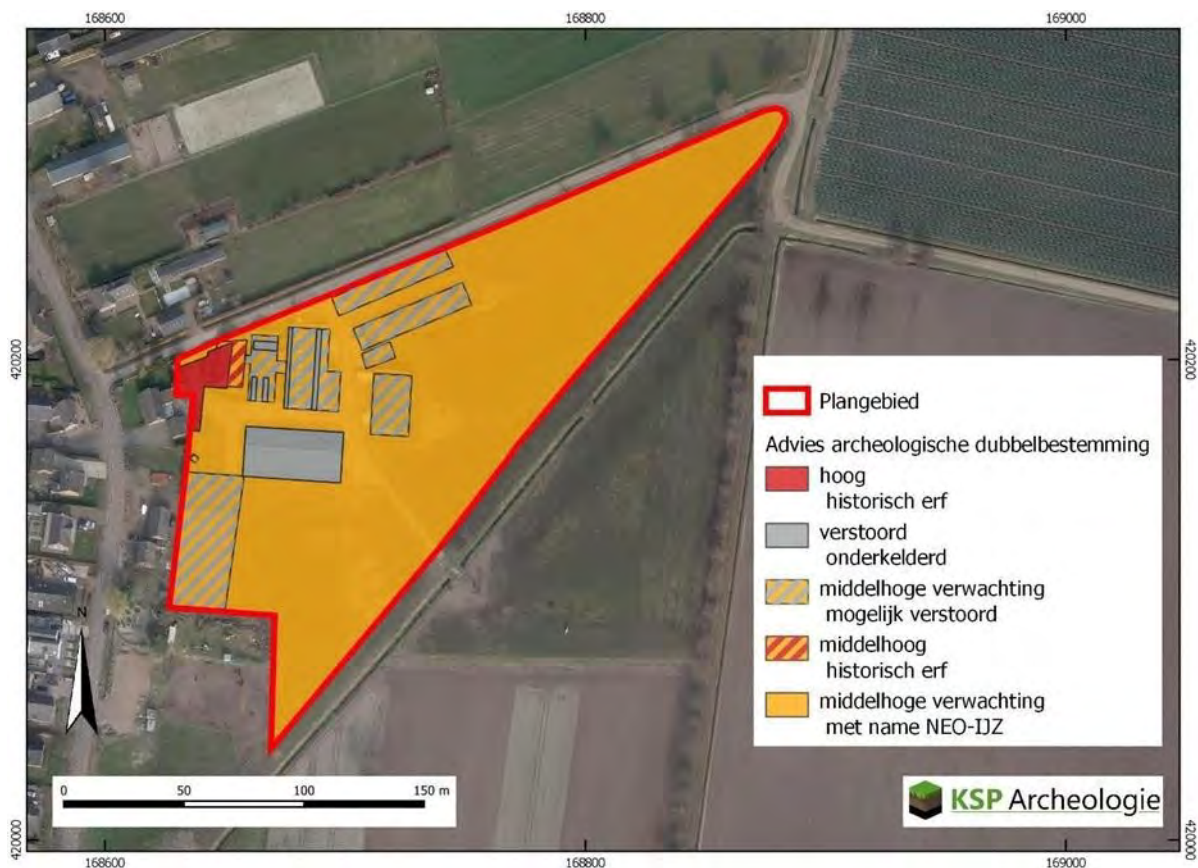 168600 168800 169000
420200 420200
Plangebied
Advies archeologische dubbelbestemming
hoog
historisch erf
verstoord
onderkelderd
middelhoge verwachting
mogelijk verstoord
middelhoog
historisch erf
middelhoge verwachting
met name NEO-IJZ
N
0 50 100 150 m
KSP Archeologie
420000 420000
168600 168800 169000